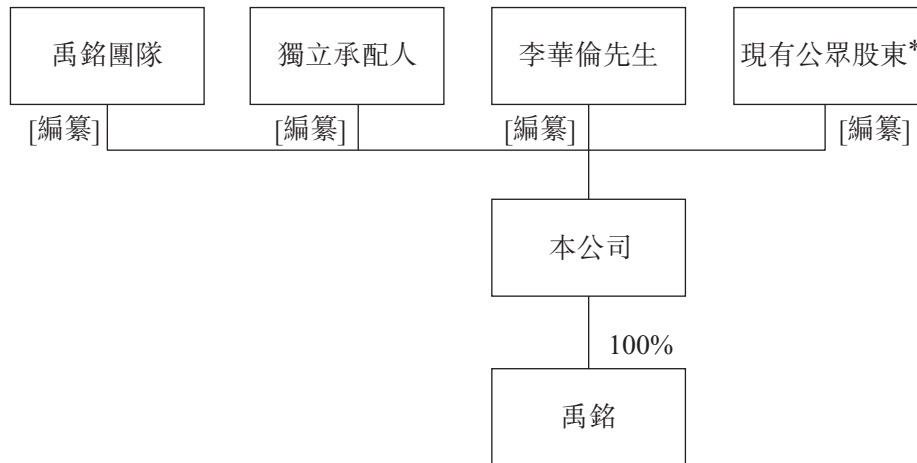 禹銘團隊
獨立承配人
李華倫先生
現有公眾股東*
[編纂]
[編纂]
[編纂]
[編纂]
本公司
100%
禹銘